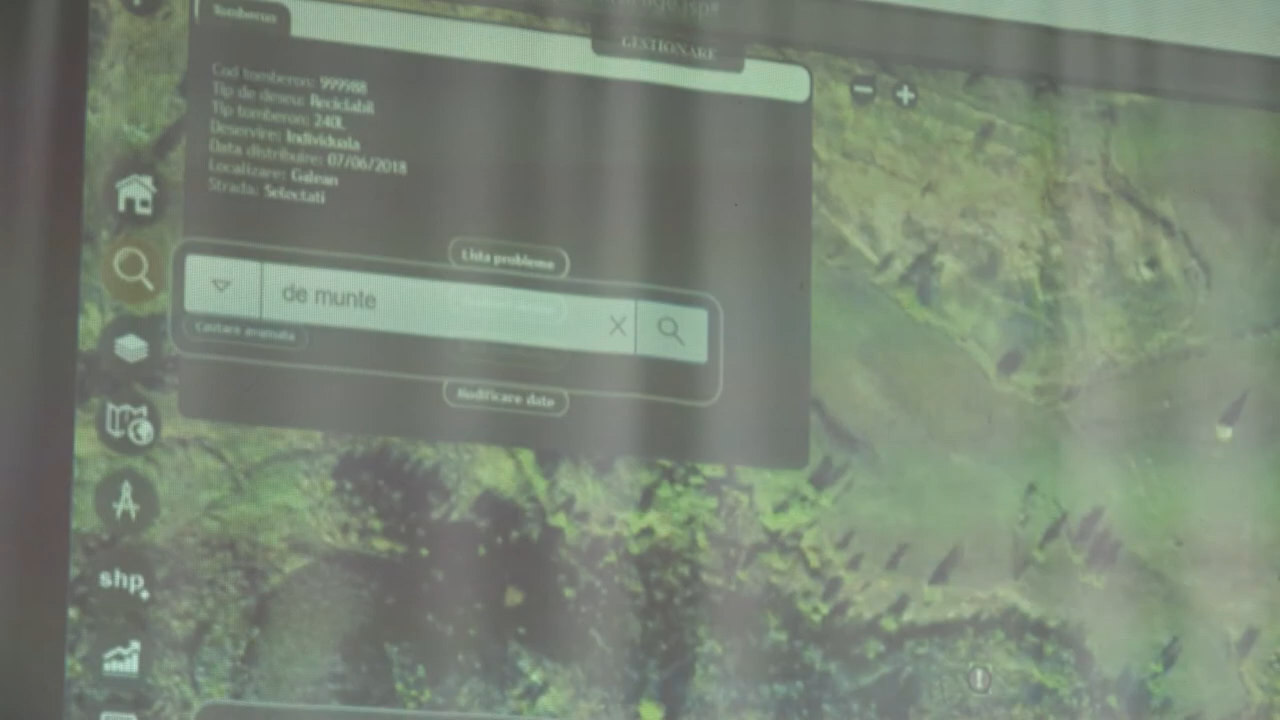 Tomberon
GESTIONARE
Cod tomberon: 999988
Tip de deseu: Reciclabil
Tip tomberon: 240L
Deservire: Individuala
Data distribuire: 07/06/2018
Localizare: Galean
Strada: Selectati
Lista probleme
de munte
Cautare avansata
Modificare date
shp